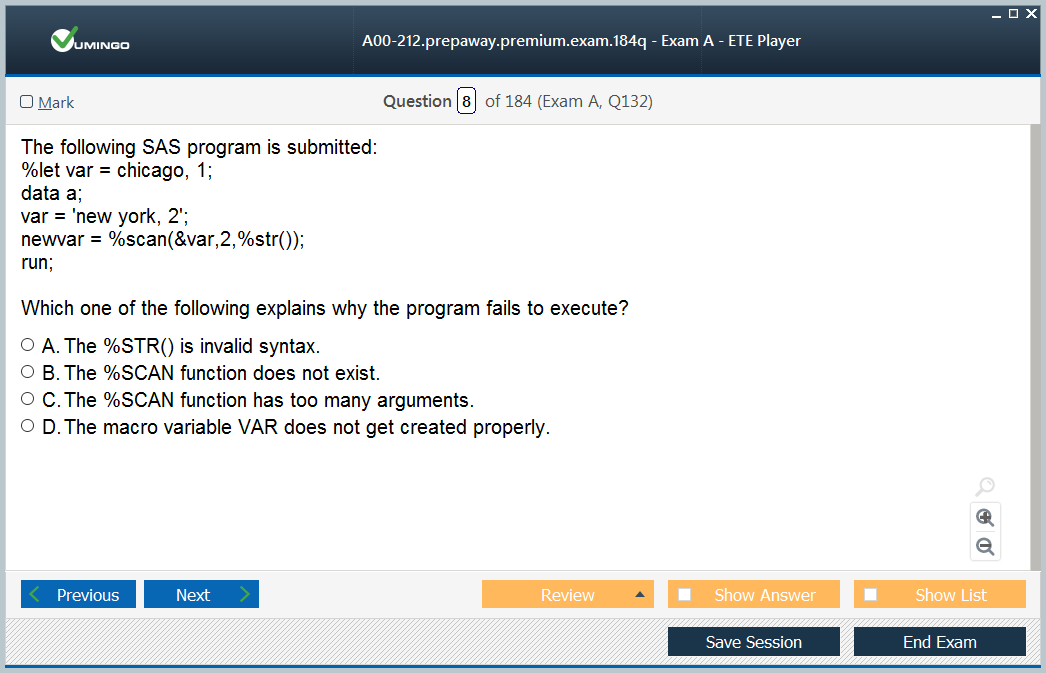 VUMINGO
A00-212.prepaway.premium.exam.184q - Exam A - ETE Player
Mark
Question 8 of 184 (Exam A, Q132)
The following SAS program is submitted:
%let var = chicago, 1;
data a;
var = 'new york, 2';
newvar = %scan(&var,2,%str());
run;
Which one of the following explains why the program fails to execute?
A. The %STR() is invalid syntax.
B. The %SCAN function does not exist.
C. The %SCAN function has too many arguments.
D. The macro variable VAR does not get created properly.
Previous
Next
Review
Show Answer
Show List
Save Session
End Exam